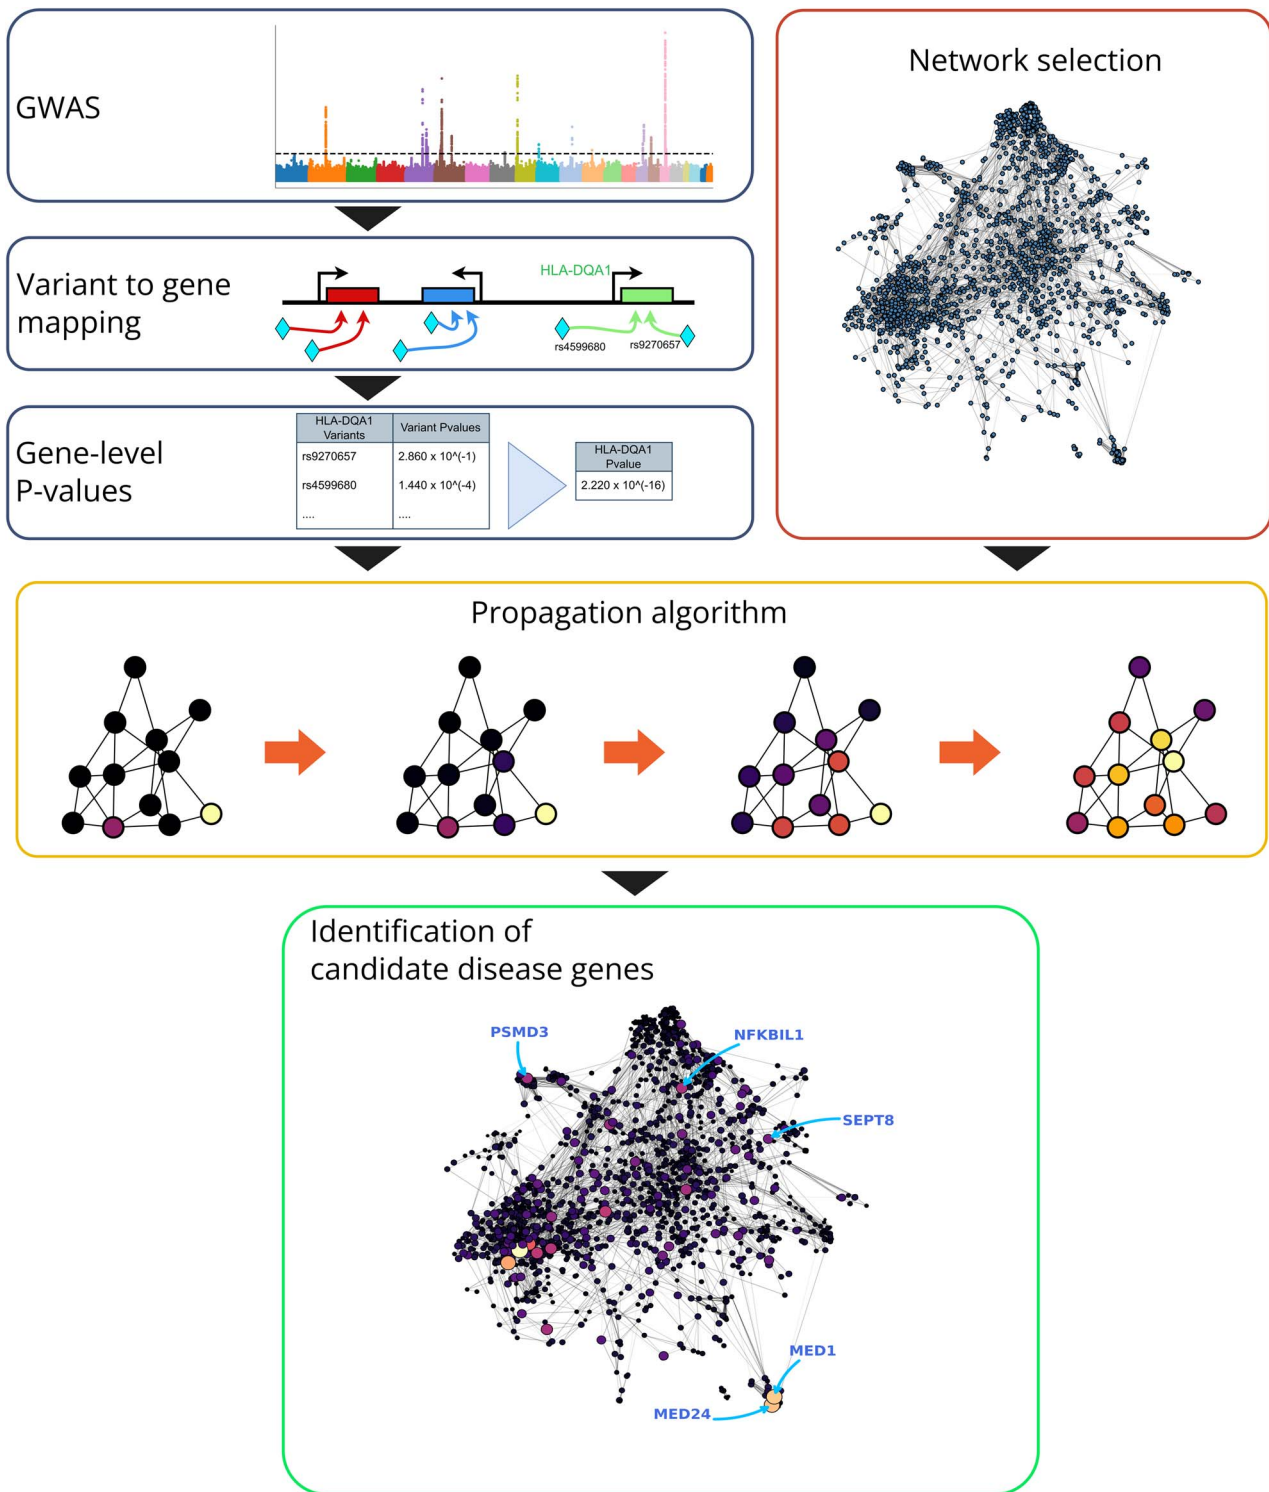 GWAS
Network selection
Variant to gene
mapping
HLA-DQA1
rs4599680
rs9270657
Gene-level
P-values
HLA-DQA1
Variants
Variant Pvalues
rs9270657
2.860 x 10^(-1)
rs4599680
1.440 x 10^(-4)
....
....
HLA-DQA1
Pvalue
2.220 x 10^(-16)
Propagation algorithm
Identification of
candidate disease genes
PSMD3
NFKBIL1
SEPT8
MED1
MED24